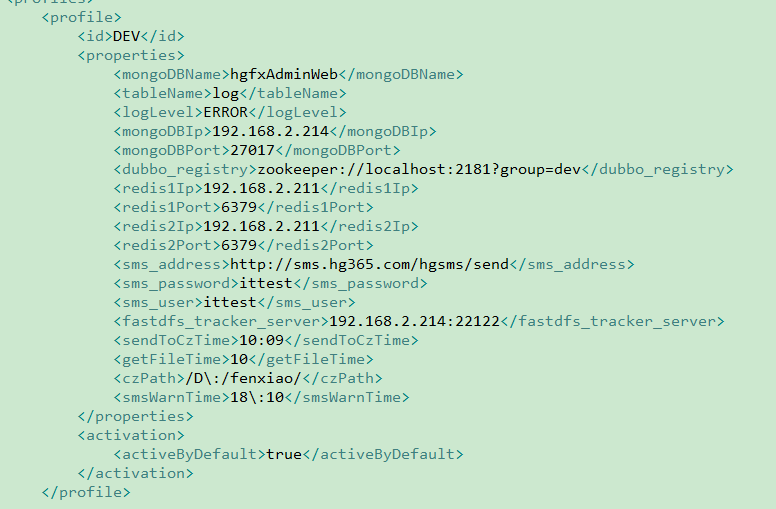 <profiles>
<profile>
<id>DEV</id>
<properties>
<mongoDBName>hgfxAdminWeb</mongoDBName>
<tableName>log</tableName>
<logLevel>ERROR</logLevel>
<mongoDBIp>192.168.2.214</mongoDBIp>
<mongoDBPort>27017</mongoDBPort>
<dubbo_registry>zookeeper://localhost:2181?group=dev</dubbo_registry>
<redis1Ip>192.168.2.211</redis1Ip>
<redis1Port>6379</redis1Port>
<redis2Ip>192.168.2.211</redis2Ip>
<redis2Port>6379</redis2Port>
<sms_address>http://sms.hg365.com/hgsms/send</sms_address>
<sms_password>ittest</sms_password>
<sms_user>ittest</sms_user>
<fastdfs_tracker_server>192.168.2.214:22122</fastdfs_tracker_server>
<sendToCzTime>10:09</sendToCzTime>
<getFileTime>10</getFileTime>
<czPath>/D\:/fenxiao/</czPath>
<smsWarnTime>18\:10</smsWarnTime>
</properties>
<activation>
<activeByDefault>true</activeByDefault>
</activation>
</profile>